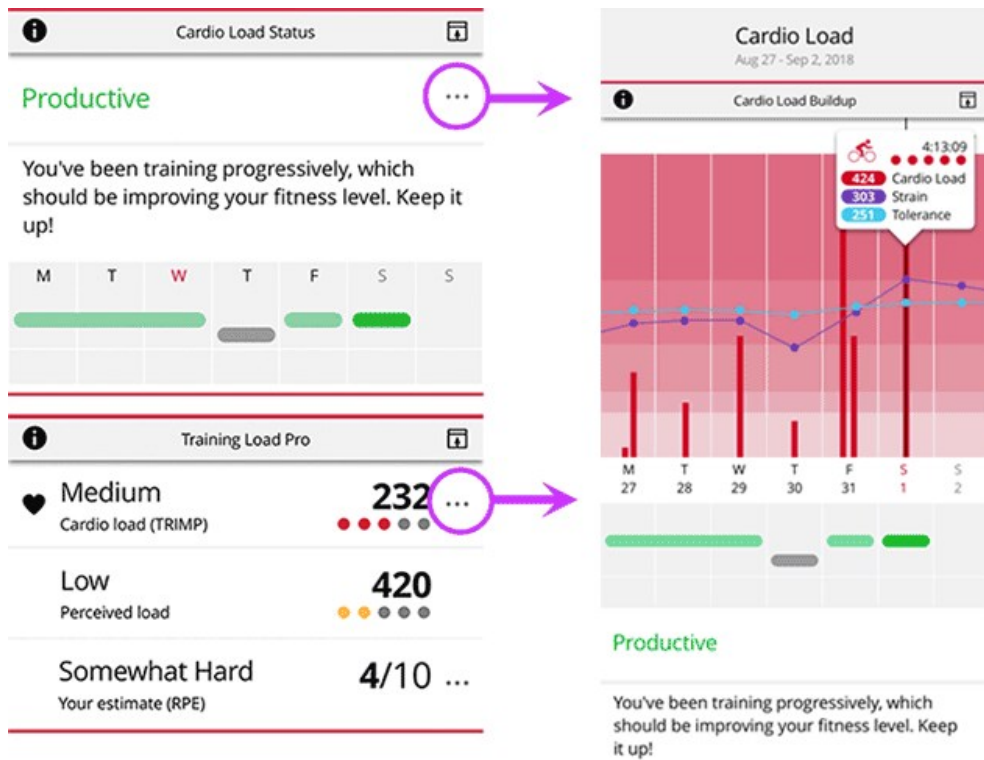 Cardio Load Status
Productive
...
You've been training progressively, which
should be improving your fitness level. Keep it
up!
M T W T F S S
Training Load Pro
Medium 232 ...
Cardio load (TRIMP)
Low 420
Perceived load
Somewhat Hard 4/10 ...
Your estimate (RPE)
Cardio Load
Aug 27 - Sep 2, 2018
Cardio Load Buildup
4:13:09
424 Cardio Load
303 Strain
251 Tolerance
M T W T F S S
27 28 29 30 31 1 2
Productive
You've been training progressively, which
should be improving your fitness level. Keep
it up!